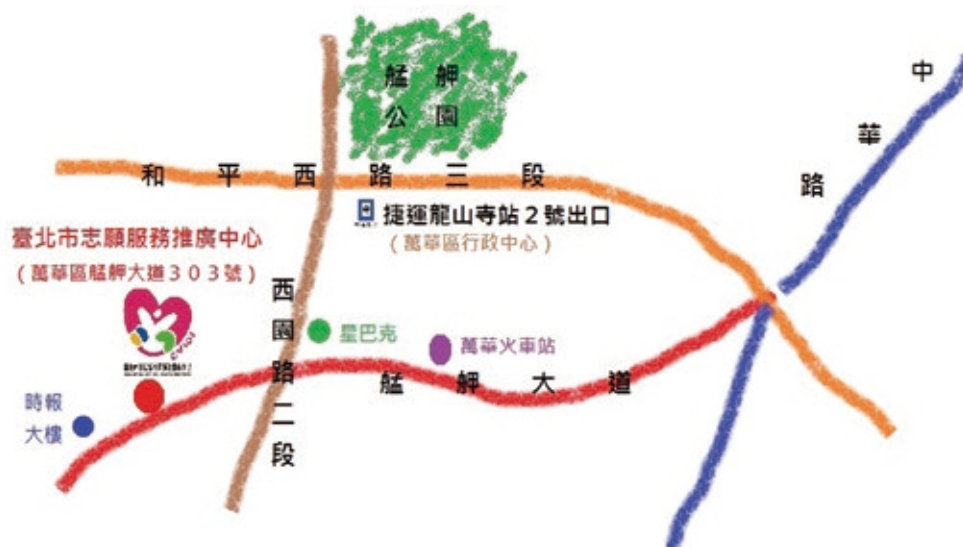 艋舺
公園
中華路
和平西路三段
捷運龍山寺站2號出口
(萬華區行政中心)
臺北市志願服務推廣中心
(萬華區艋舺大道303號)
西園路二段
星巴克
萬華火車站
艋舺大道
時報
大樓